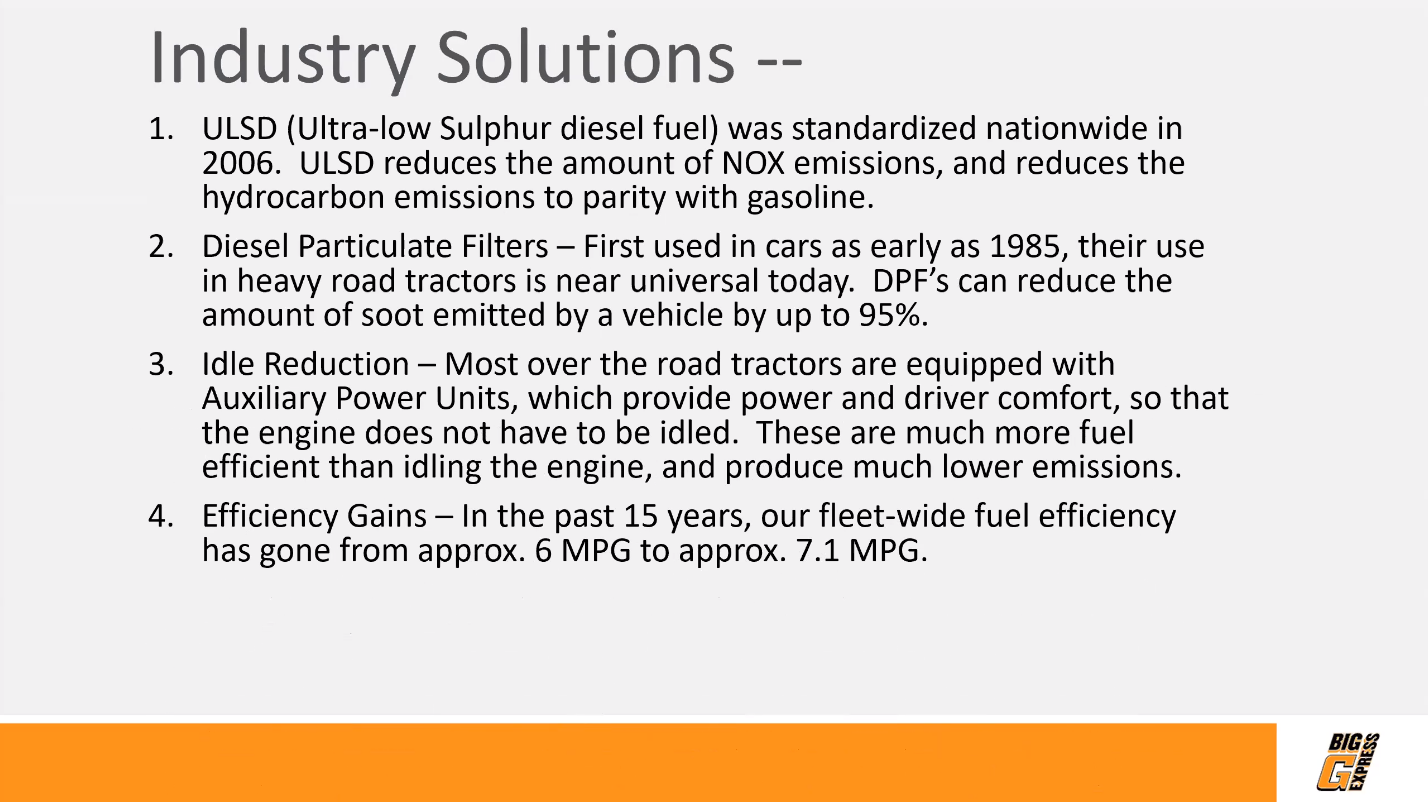 Industry Solutions --
1. ULSD (Ultra-low Sulphur diesel fuel) was standardized nationwide in
2006.  ULSD reduces the amount of NOX emissions, and reduces the
hydrocarbon emissions to parity with gasoline.
2. Diesel Particulate Filters – First used in cars as early as 1985, their use
in heavy road tractors is near universal today.  DPF’s can reduce the
amount of soot emitted by a vehicle by up to 95%.
3. Idle Reduction – Most over the road tractors are equipped with
Auxiliary Power Units, which provide power and driver comfort, so that
the engine does not have to be idled.  These are much more fuel
efficient than idling the engine, and produce much lower emissions.
4. Efficiency Gains – In the past 15 years, our fleet-wide fuel efficiency
has gone from approx. 6 MPG to approx. 7.1 MPG.
BIG
G
EXPRESS